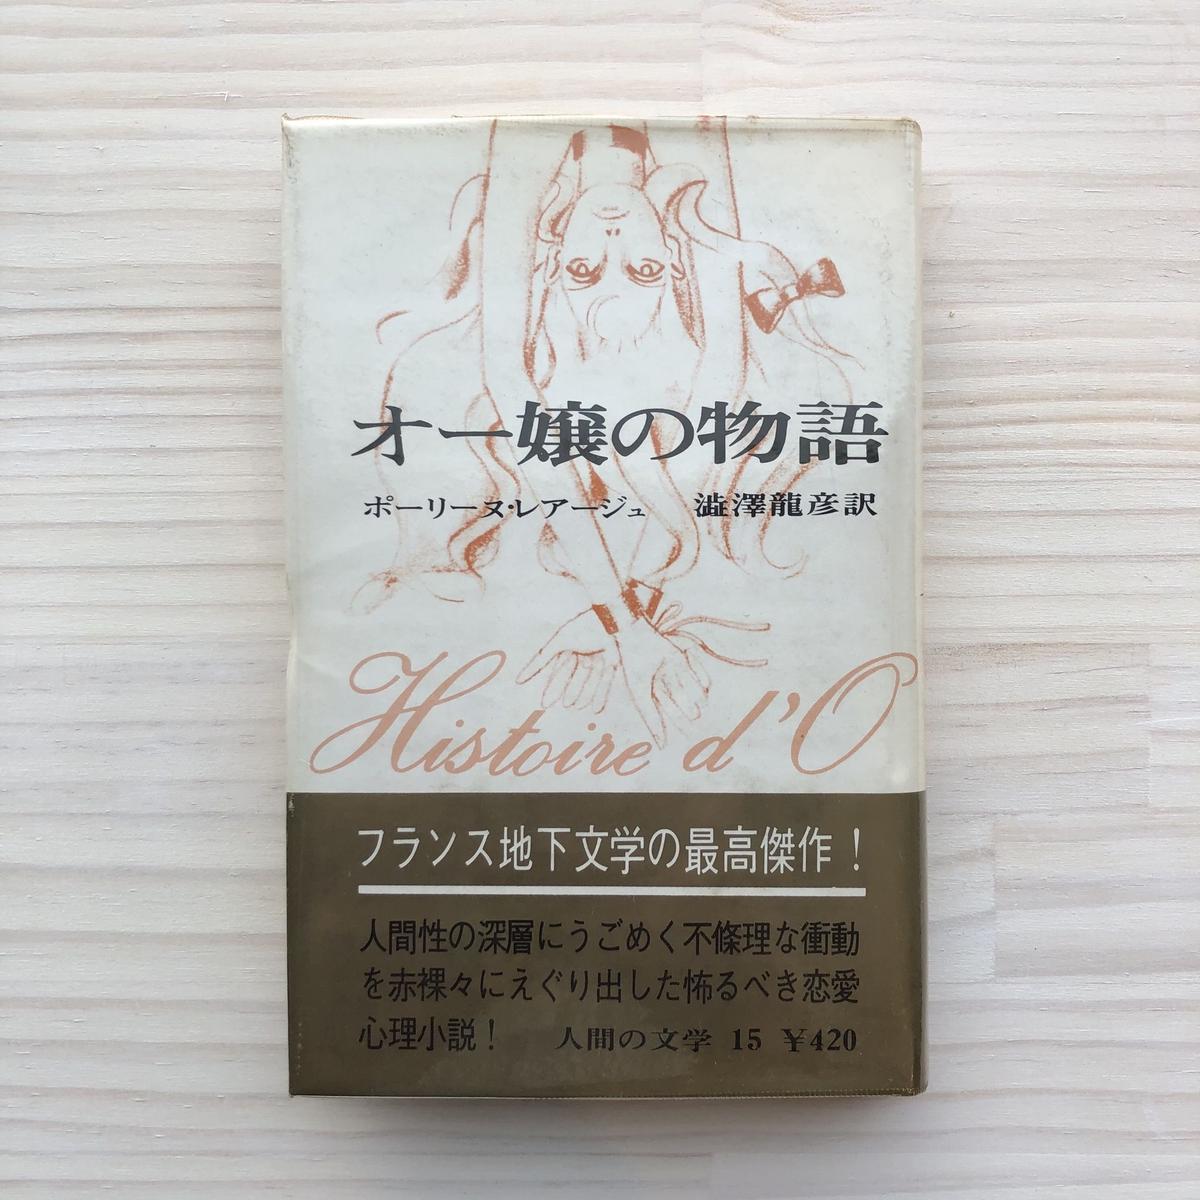 オー嬢の物語
ポーリーヌ・レアージュ 澁澤龍彦訳
Histoire d'O
フランス地下文学の最高傑作！
人間性の深層にうごめく不條理な衝動
を赤裸々にえぐり出した怖るべき恋愛
心理小説！ 人間の文学 15 ¥420